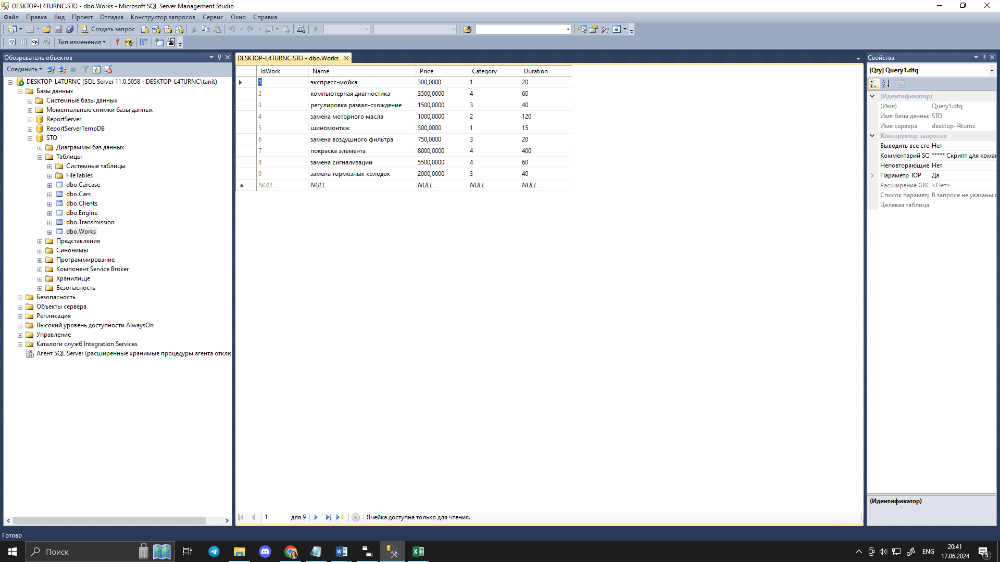 DESKTOP-L4TURNC.STO - dbo.Works - Microsoft SQL Server Management Studio
Файл Правка Вид Проект Отладка Конструктор запросов Сервис Окно Справка
Создать запрос
Тип изменения
Обозреватель объектов
Соединить
DESKTOP-L4TURNC (SQL Server 11.0.5058 - DESKTOP-L4TURNC\tanit)
Базы данных
Системные базы данных
Моментальные снимки базы данных
ReportServer
ReportServerTempDB
STO
Диаграммы баз данных
Таблицы
Системные таблицы
FileTables
dbo.Carcase
dbo.Cars
dbo.Clients
dbo.Engine
dbo.Transmission
dbo.Works
Представления
Синонимы
Программирование
Компонент Service Broker
Хранилище
Безопасность
Безопасность
Объекты сервера
Репликация
Высокий уровень доступности AlwaysOn
Управление
Каталоги служб Integration Services
Агент SQL Server (расширенные хранимые процедуры агента отклю
DESKTOP-L4TURNC.STO - dbo.Works
IdWork Name Price Category Duration
1 экспресс-мойка 300,0000 1 20
2 компьютерная диагностика 3500,0000 4 60
3 регулировка развал-схождение 1500,0000 3 40
4 замена моторного масла 1000,0000 2 120
5 шиномонтаж 500,0000 1 15
6 замена воздушного фильтра 750,0000 3 20
7 покраска элемента 8000,0000 4 400
8 замена сигнализации 5500,0000 4 60
9 замена тормозных колодок 2000,0000 3 40
NULL NULL NULL NULL NULL
1 для 9 Ячейка доступна только для чтения.
Свойства
[Qry] Query1.dtq
(Идентификатор)
(Имя) Query1.dtq
Имя базы данны STO
Имя сервера desktop-l4turnc
Конструктор запросов
Выводить все сто Нет
Комментарий SQ ***** Скрипт для кома
Неповторяющие Нет
Параметр TOP Да
Расширение GRC <Нет>
Список парамет В запросе не указаны
Целевая таблица
(Идентификатор)
Готово
Поиск
ENG
20:41
17.06.2024
5